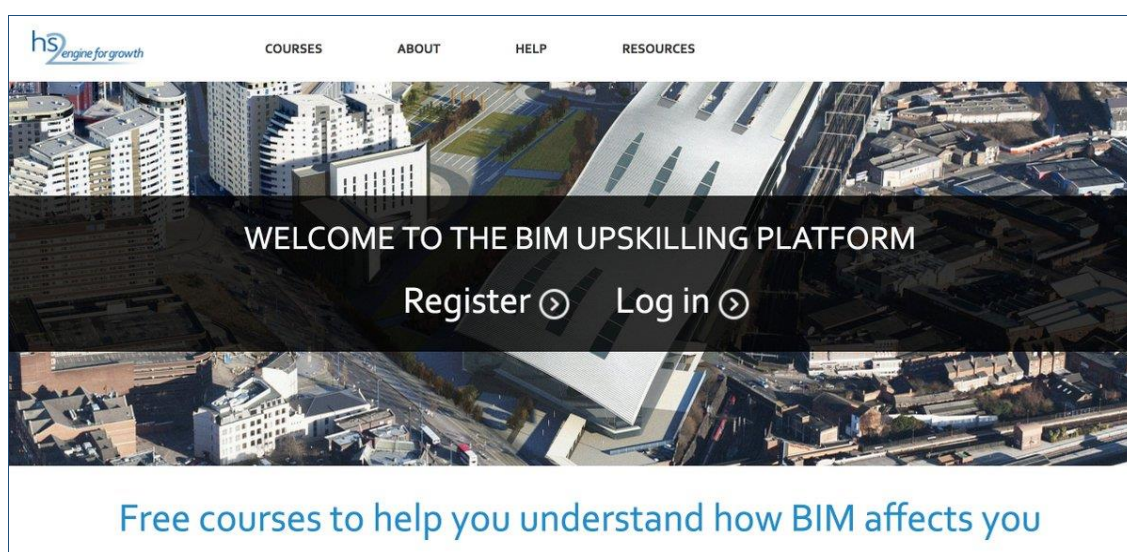 hs2 engine for growth
COURSES ABOUT HELP RESOURCES
WELCOME TO THE BIM UPSKILLING PLATFORM
Register Log in
Free courses to help you understand how BIM affects you